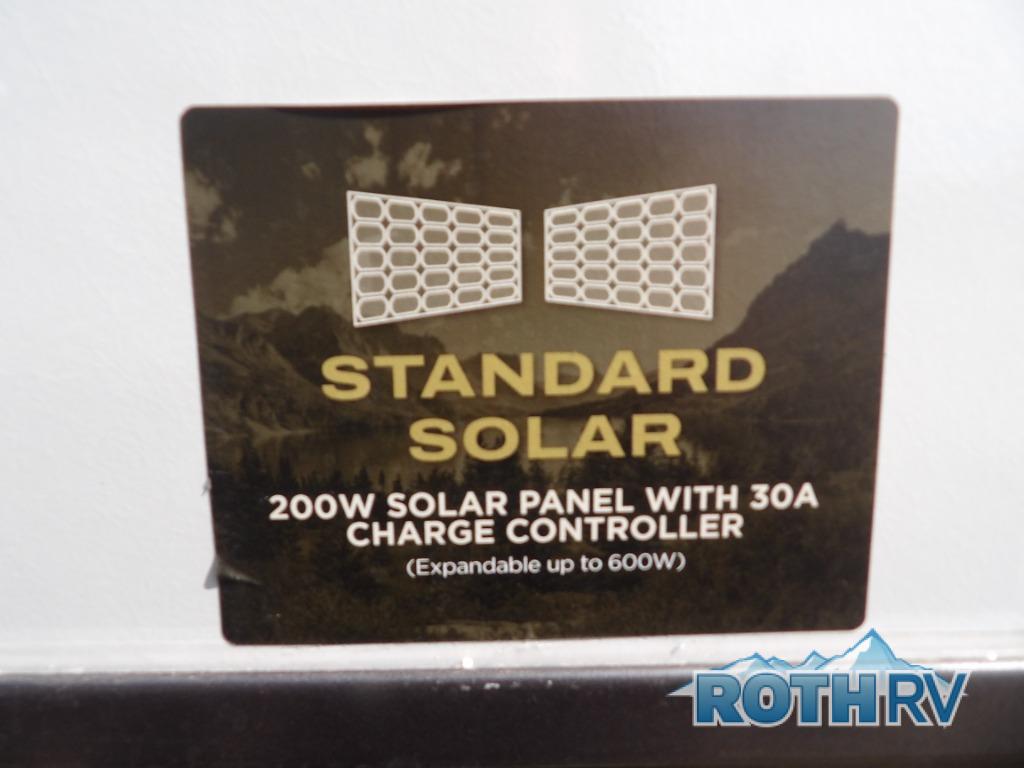 STANDARD
SOLAR
200W SOLAR PANEL WITH 30A
CHARGE CONTROLLER
(Expandable up to 600W)
ROTH RV